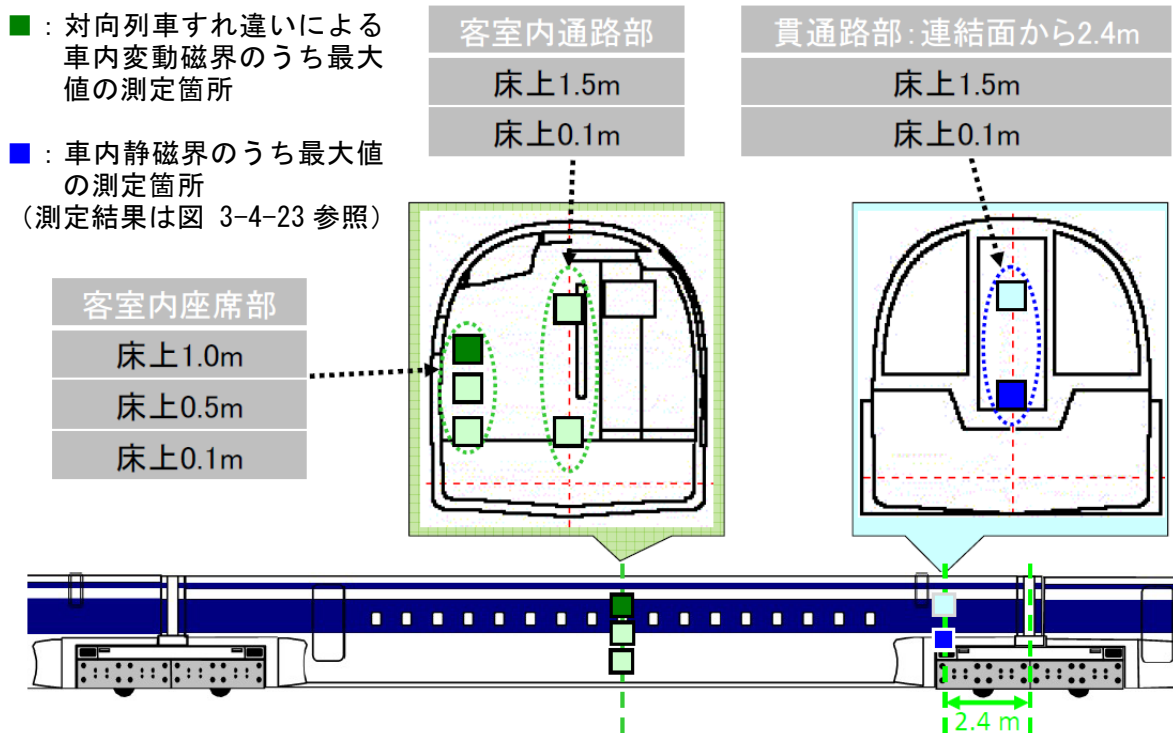 ■：対向列車すれ違いによる
車内変動磁界のうち最大
値の測定箇所
■：車内静磁界のうち最大値
の測定箇所
（測定結果は図 3-4-23 参照）
客室内通路部
床上1.5m
床上0.1m
貫通路部：連結面から2.4m
床上1.5m
床上0.1m
客室内座席部
床上1.0m
床上0.5m
床上0.1m
2.4 m